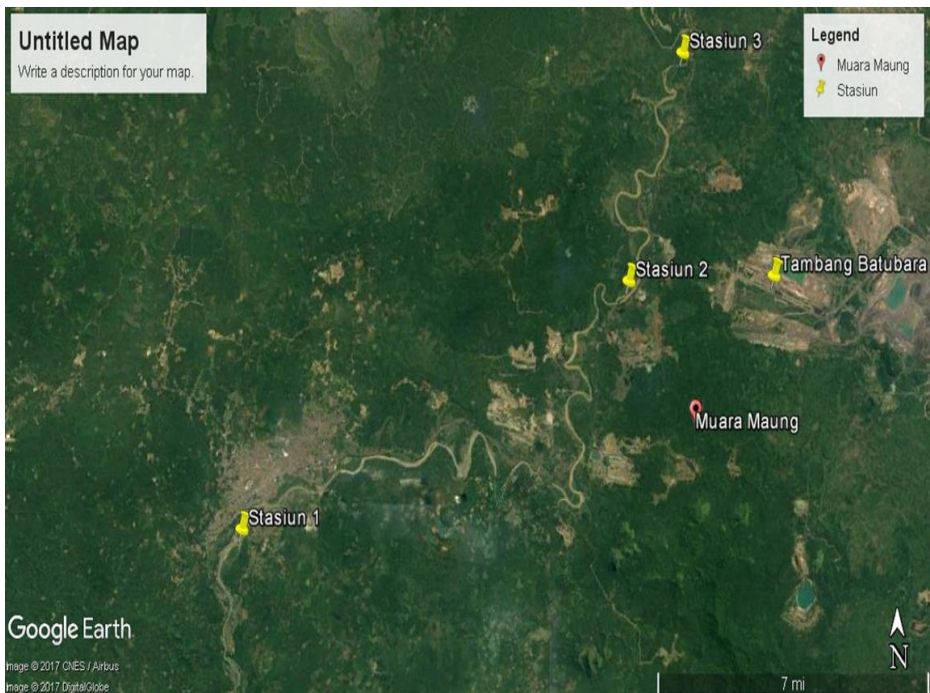 Untitled Map
Write a description for your map.
Legend
Muara Maung
Stasiun
Stasiun 3
Stasiun 2
Tambang Batubara
Muara Maung
Stasiun 1
Google Earth
Image © 2017 CNES / Airbus
Image © 2017 DigitalGlobe
N
7 mi